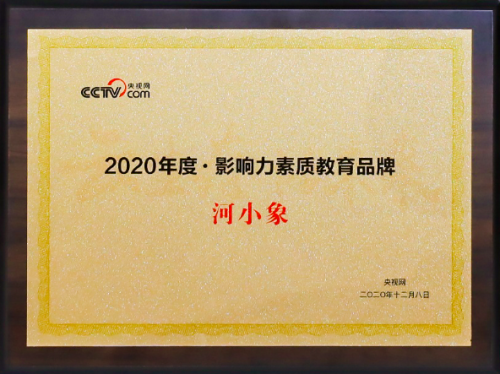 央视网
CCTV.com
2020年度·影响力素质教育品牌
河小象
央视网
二〇二〇年十二月八日